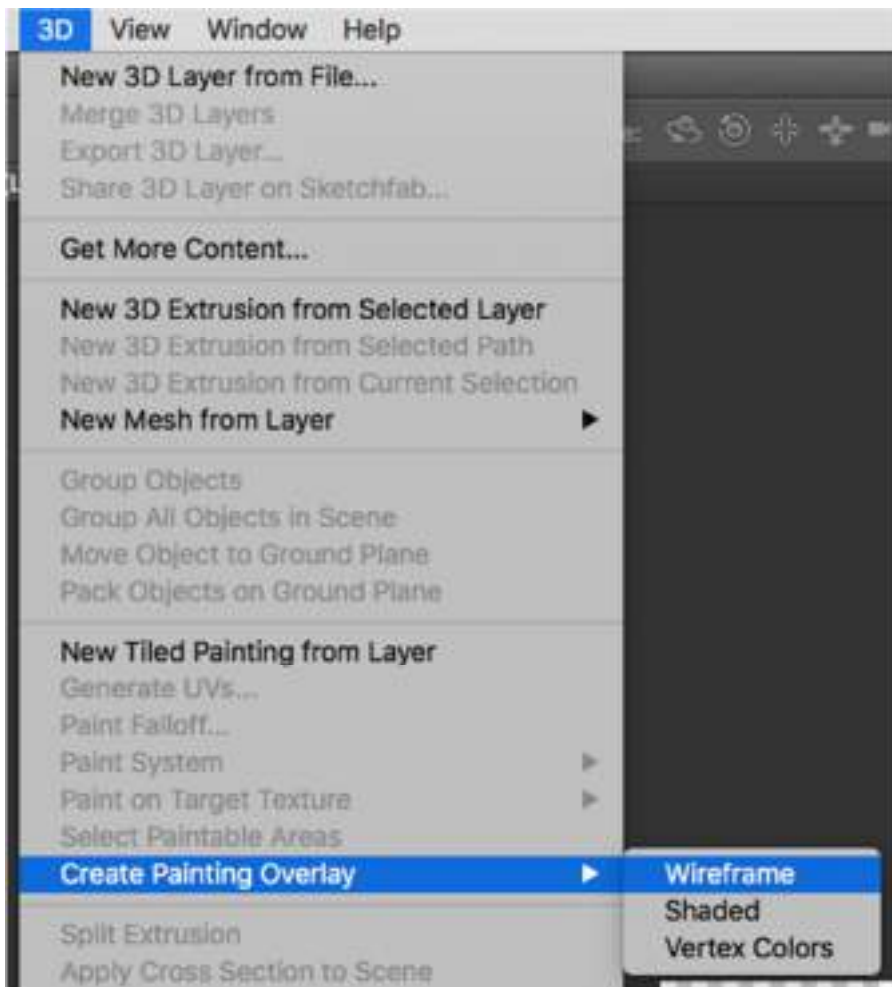 3D View Window Help
New 3D Layer from File...
Merge 3D Layers
Export 3D Layer...
Share 3D Layer on Sketchfab...
Get More Content...
New 3D Extrusion from Selected Layer
New 3D Extrusion from Selected Path
New 3D Extrusion from Current Selection
New Mesh from Layer
Group Objects
Group All Objects in Scene
Move Object to Ground Plane
Pack Objects on Ground Plane
New Tiled Painting from Layer
Generate UVs...
Paint Falloff...
Paint System
Paint on Target Texture
Select Paintable Areas
Create Painting Overlay
Wireframe
Shaded
Vertex Colors
Split Extrusion
Apply Cross Section to Scene